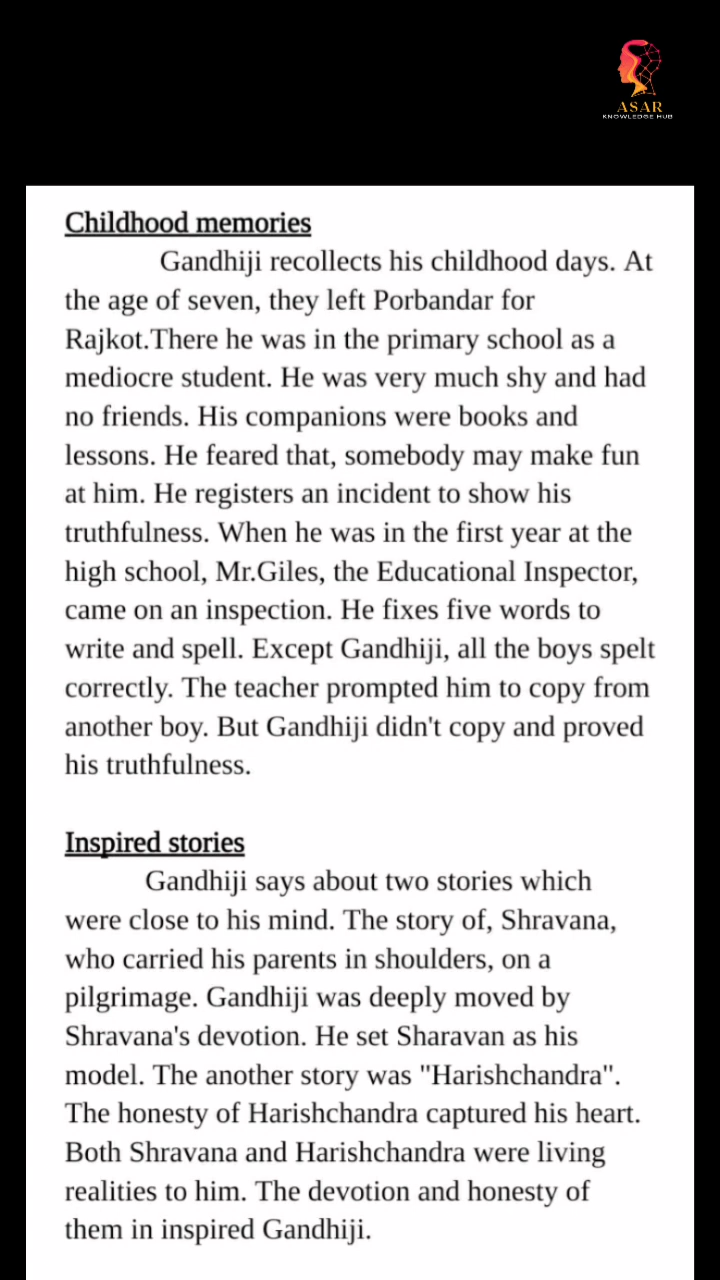 ASAR
KNOWLEDGE HUB
Childhood memories
Gandhiji recollects his childhood days. At
the age of seven, they left Porbandar for
Rajkot.There he was in the primary school as a
mediocre student. He was very much shy and had
no friends. His companions were books and
lessons. He feared that, somebody may make fun
at him. He registers an incident to show his
truthfulness. When he was in the first year at the
high school, Mr.Giles, the Educational Inspector,
came on an inspection. He fixes five words to
write and spell. Except Gandhiji, all the boys spelt
correctly. The teacher prompted him to copy from
another boy. But Gandhiji didn't copy and proved
his truthfulness.
Inspired stories
Gandhiji says about two stories which
were close to his mind. The story of, Shravana,
who carried his parents in shoulders, on a
pilgrimage. Gandhiji was deeply moved by
Shravana's devotion. He set Sharavan as his
model. The another story was "Harishchandra".
The honesty of Harishchandra captured his heart.
Both Shravana and Harishchandra were living
realities to him. The devotion and honesty of
them in inspired Gandhiji.